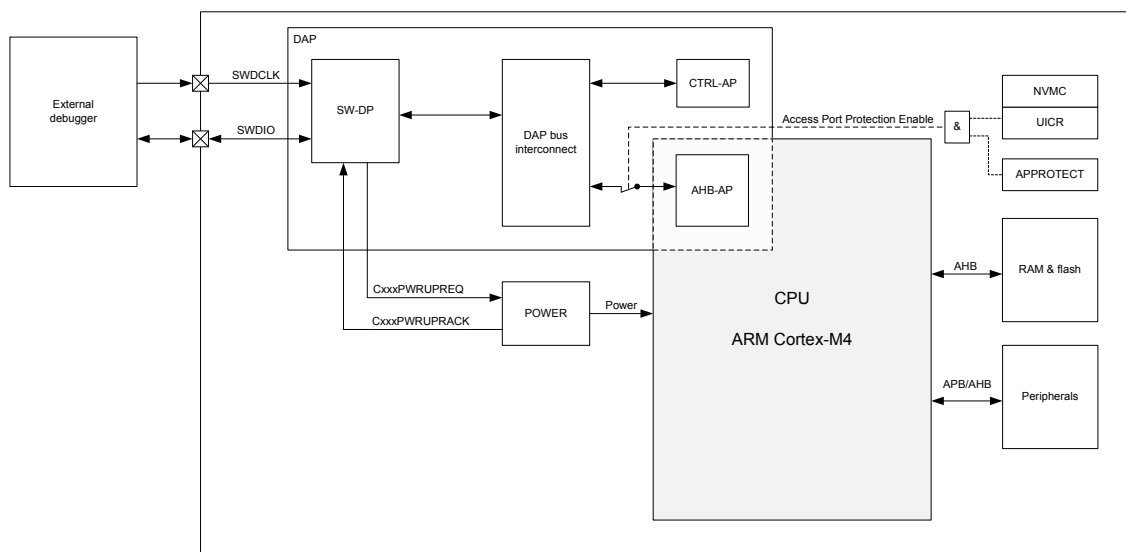 DAP
External
debugger
SWDCLK
SWDIO
SW-DP
DAP bus
interconnect
CTRL-AP
AHB-AP
Access Port Protection Enable
&
NVMC
UICR
APPROTECT
CxxxPWRUPREQ
CxxxPWRUPRACK
POWER
Power
CPU
ARM Cortex-M4
AHB
RAM & flash
APB/AHB
Peripherals